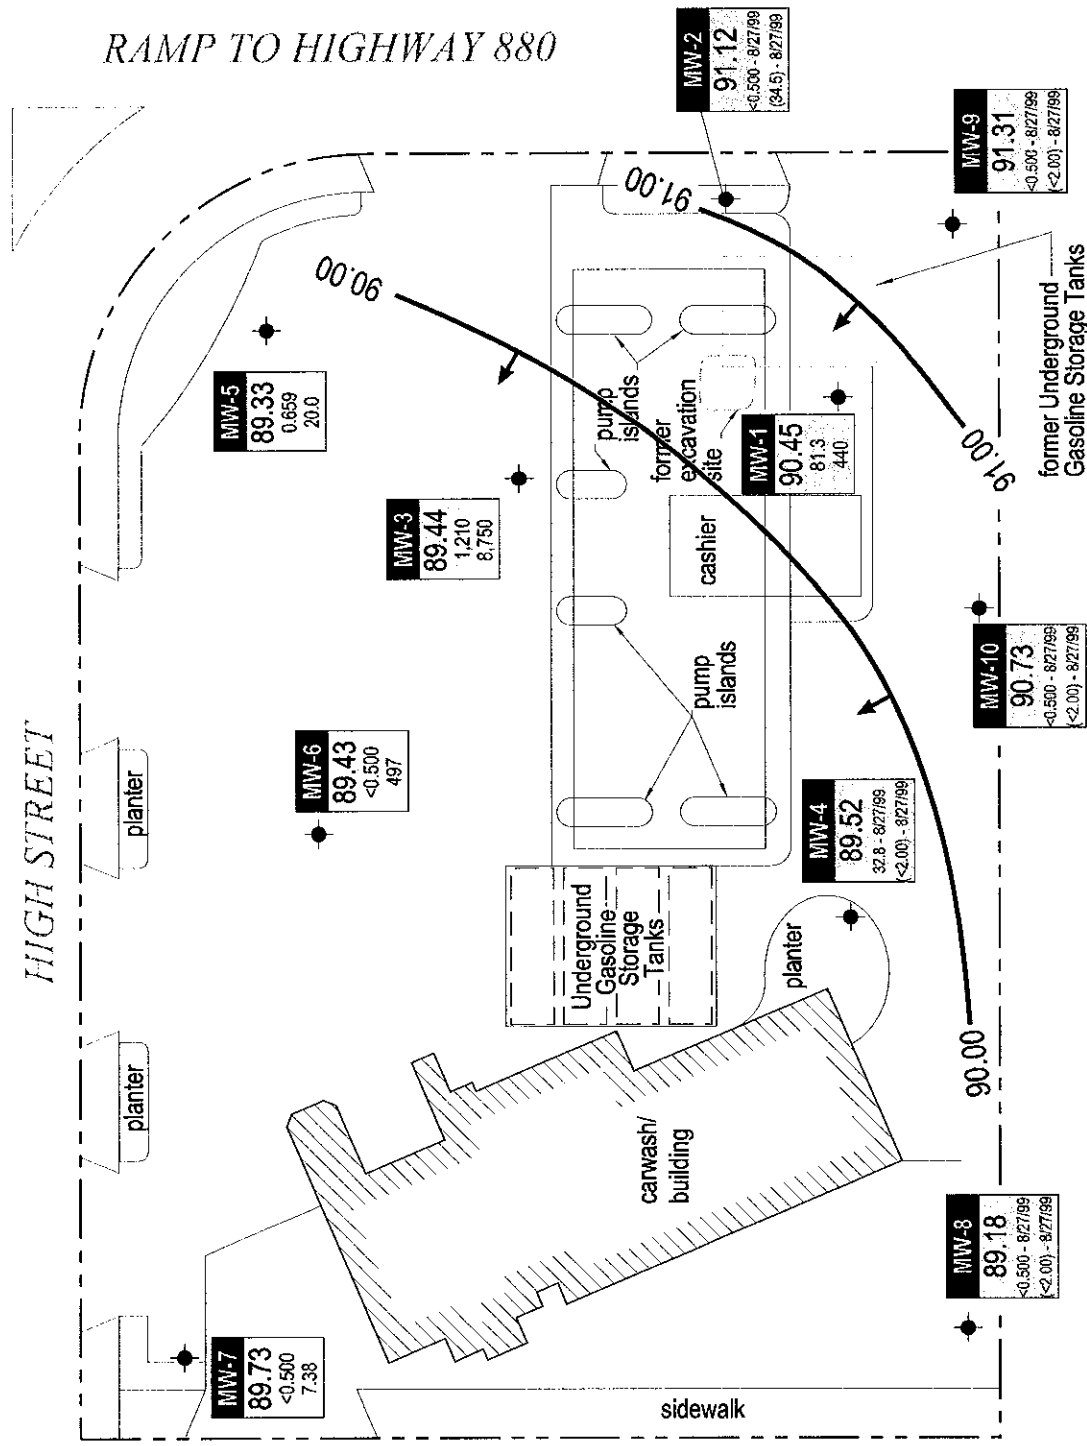 RAMP TO HIGHWAY 880
HIGH STREET
MW-2
91.12
<0.500 - 8/27/99
(34.5) - 8/27/99
MW-9
91.31
<0.500 - 8/27/99
(<2.00) - 8/27/99
91.00
90.00
MW-5
89.33
0.659
20.0
pump
islands
former
excavation
site
MW-1
90.45
81.3
440
91.00
former Underground
Gasoline Storage Tanks
MW-3
89.44
1,210
8,750
cashier
pump
islands
MW-10
90.73
<0.500 - 8/27/99
(<2.00) - 8/27/99
planter
MW-6
89.43
<0.500
497
MW-4
89.52
32.8 - 8/27/99
(<2.00) - 8/27/99
Underground
Gasoline
Storage
Tanks
planter
90.00
planter
carwash/
building
MW-8
89.18
<0.500 - 8/27/99
(<2.00) - 8/27/99
MW-7
89.73
<0.500
7.38
sidewalk